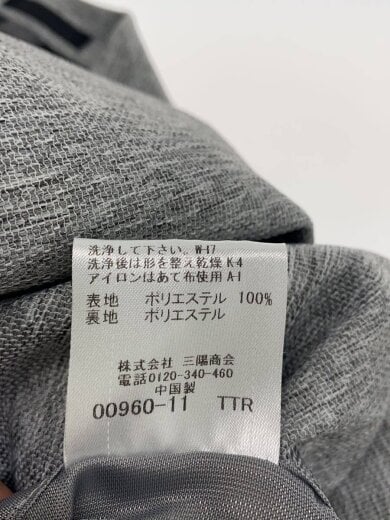 洗浄して下さい。W-17
洗浄後は形を整え乾燥 K-4
アイロンはあて布使用 A-1
表地 ポリエステル 100%
裏地 ポリエステル
株式会社 三陽商会
電話0120-340-460
中国製
00960-11 TTR